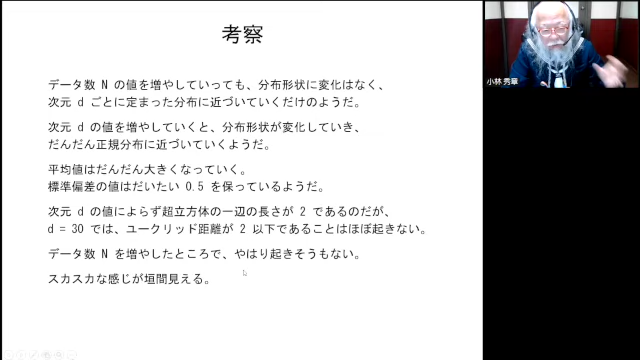 考察
データ数 N の値を増やしていっても、分布形状に変化はなく、
次元 d ごとに定まった分布に近づいていくだけのようだ。
次元 d の値を増やしていくと、分布形状が変化していき、
だんだん正規分布に近づいていくようだ。
平均値はだんだん大きくなっていく。
標準偏差の値はだいたい 0.5 を保っているようだ。
次元 d の値によらず超立方体の一辺の長さが 2 であるのだが、
d = 30 では、ユークリッド距離が 2 以下であることはほぼ起きない。
データ数 N を増やしたところで、やはり起きそうもない。
スカスカな感じが垣間見える。
小林 秀章